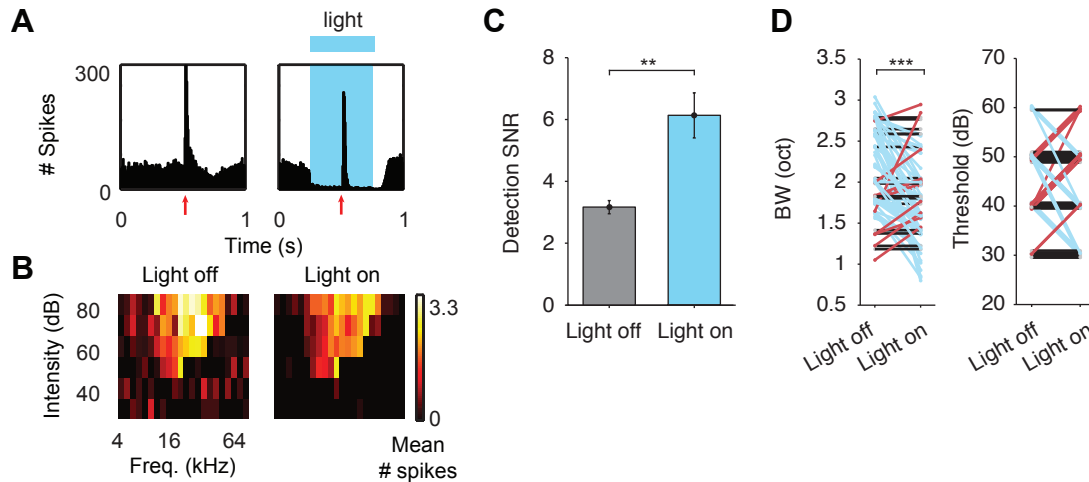 A
light
# Spikes
300
0
0
1
0
1
Time (s)
B
Light off
Light on
Intensity (dB)
80
60
40
4
16
64
Freq. (kHz)
3.3
0
Mean
# spikes
C
Detection SNR
8
6
4
2
0
**
Light off
Light on
D
BW (oct)
3.5
3
2.5
2
1.5
1
0.5
***
Light off
Light on
Threshold (dB)
70
60
50
40
30
20
Light off
Light on